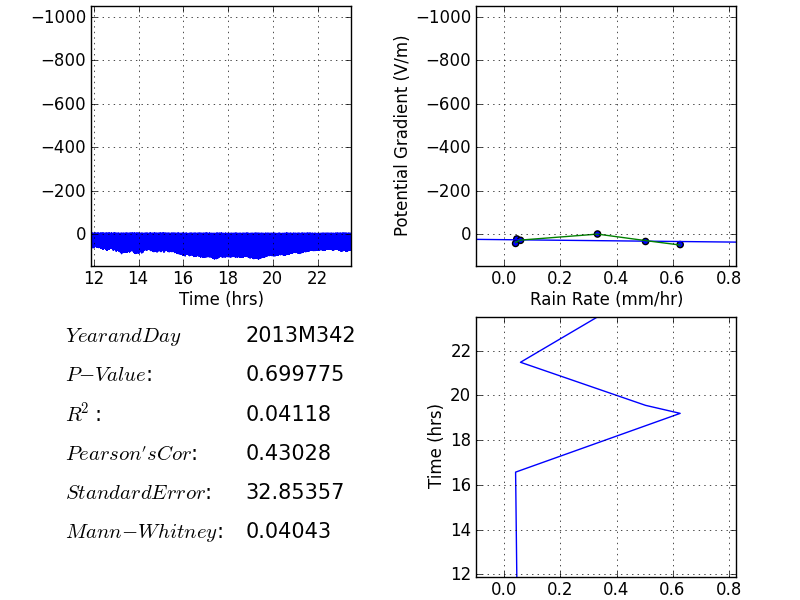 −1000
−800
−600
−400
−200
0
12 14 16 18 20 22
Time (hrs)
Potential Gradient (V/m)
−1000
−800
−600
−400
−200
0
0.0 0.2 0.4 0.6 0.8
Rain Rate (mm/hr)
YearandDay 2013M342
P−Value: 0.699775
R²: 0.04118
Pearson'sCor: 0.43028
StandardError: 32.85357
Mann−Whitney: 0.04043
Time (hrs)
22
20
18
16
14
12
0.0 0.2 0.4 0.6 0.8